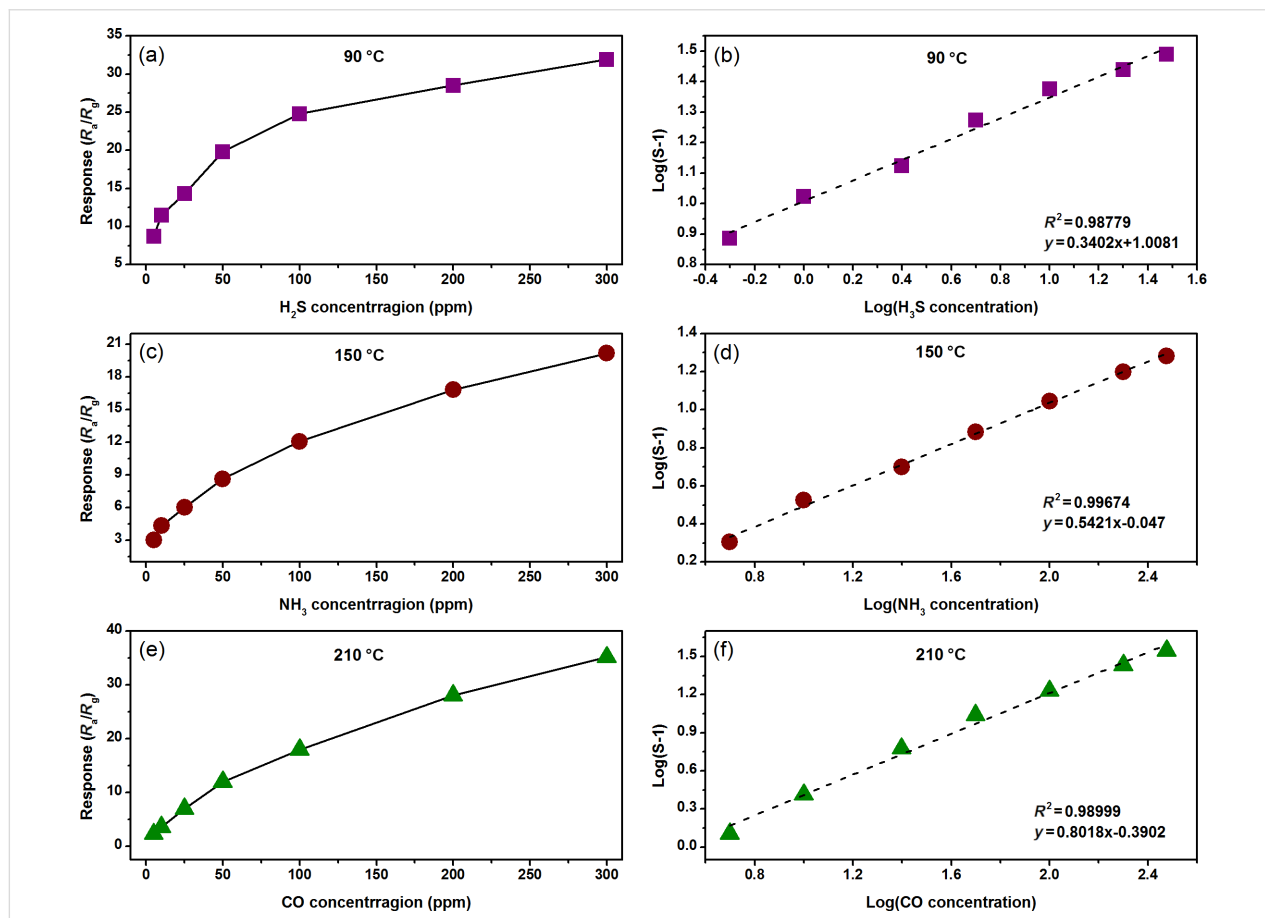 (a)
90 °C
Response (Ra/Rg)
35
30
25
20
15
10
5
0
50
100
150
200
250
300
H2S concentrragion (ppm)
(b)
90 °C
Log(S-1)
1.5
1.4
1.3
1.2
1.1
1.0
0.9
0.8
R2=0.98779
y=0.3402x+1.0081
-0.4
-0.2
0.0
0.2
0.4
0.6
0.8
1.0
1.2
1.4
1.6
Log(H3S concentration)
(c)
150 °C
Response (Ra/Rg)
21
18
15
12
9
6
3
0
50
100
150
200
250
300
NH3 concentrragion (ppm)
(d)
150 °C
Log(S-1)
1.4
1.2
1.0
0.8
0.6
0.4
0.2
R2=0.99674
y=0.5421x-0.047
0.8
1.2
1.6
2.0
2.4
Log(NH3 concentration)
(e)
210 °C
Response (Ra/Rg)
40
30
20
10
0
0
50
100
150
200
250
300
CO concentrragion (ppm)
(f)
210 °C
Log(S-1)
1.5
1.2
0.9
0.6
0.3
0.0
R2=0.98999
y=0.8018x-0.3902
0.8
1.2
1.6
2.0
2.4
Log(CO concentration)